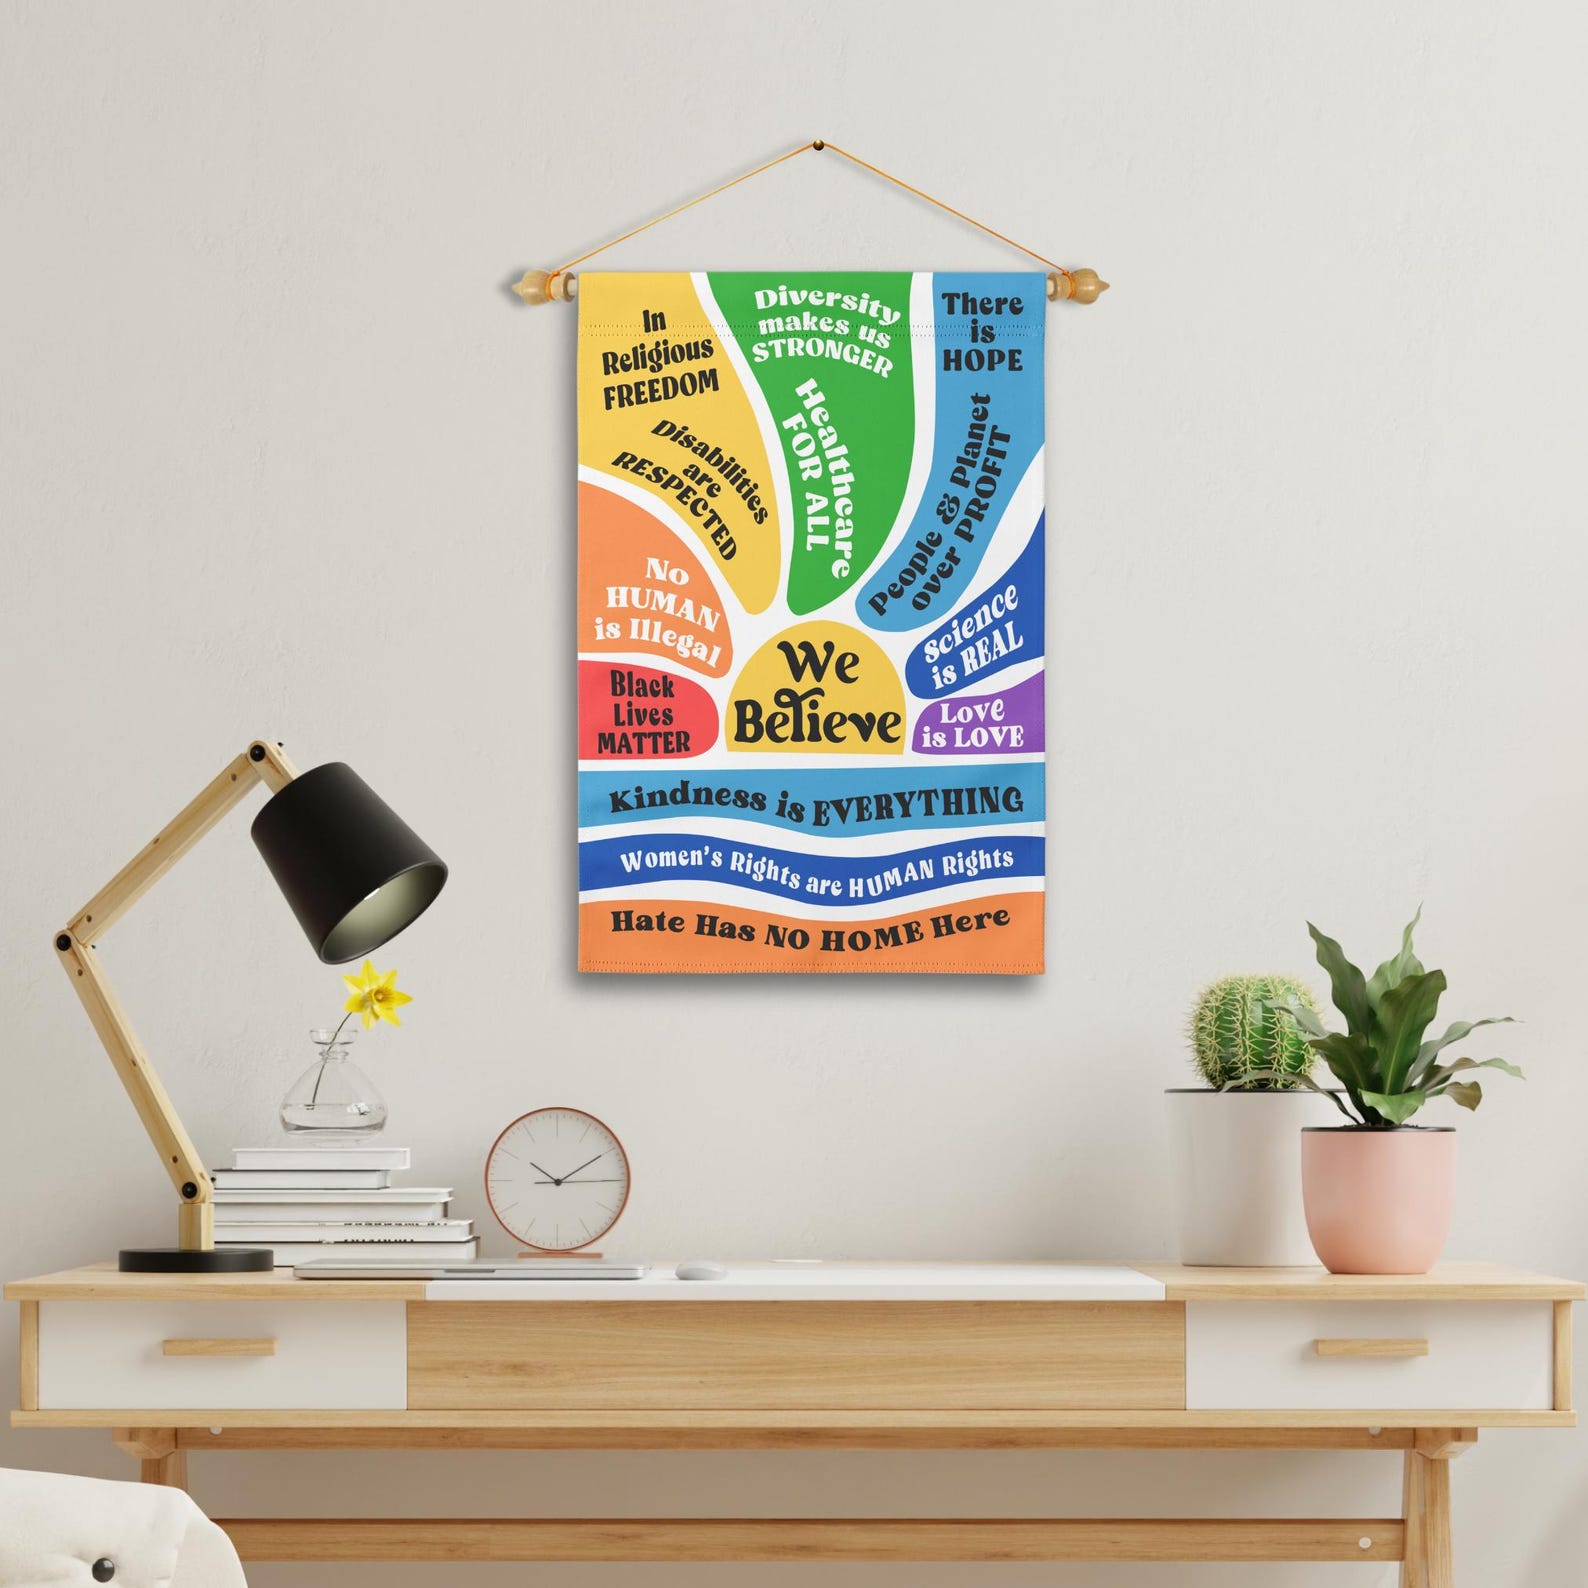 In
Religious
FREEDOM
Disabilities
are
RESPECTED
Diversity
makes us
STRONGER
Healthcare
FOR ALL
There
is
HOPE
People & Planet
over PROFIT
No
HUMAN
is Illegal
Science
is REAL
Black
Lives
MATTER
We
Believe
Love
is LOVE
Kindness is EVERYTHING
Women's Rights are HUMAN Rights
Hate Has NO HOME Here